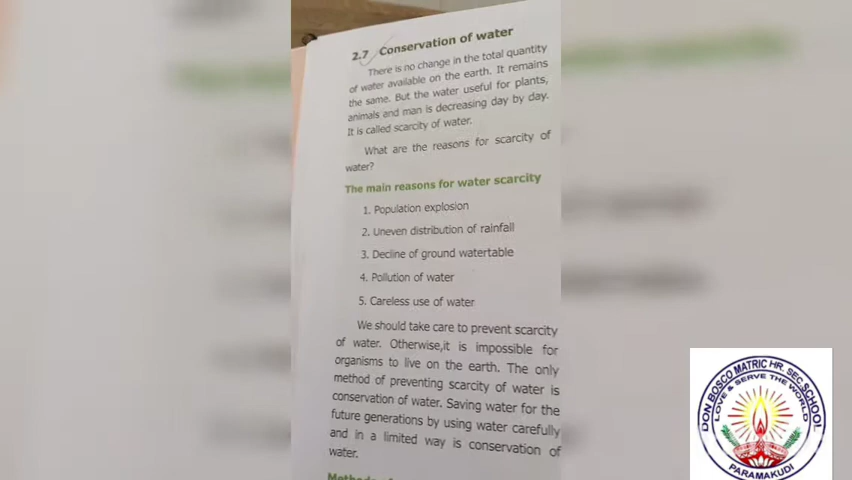 2.7 Conservation of water
There is no change in the total quantity
of water available on the earth. It remains
the same. But the water useful for plants,
animals and man is decreasing day by day.
It is called scarcity of water.
What are the reasons for scarcity of
water?
The main reasons for water scarcity
1. Population explosion
2. Uneven distribution of rainfall
3. Decline of ground watertable
4. Pollution of water
5. Careless use of water
We should take care to prevent scarcity
of water. Otherwise,it is impossible for
organisms to live on the earth. The only
method of preventing scarcity of water is
conservation of water. Saving water for the
future generations by using water carefully
and in a limited way is conservation of
water.
DON BOSCO MATRIC HR. SEC. SCHOOL
LOVE & SERVE THE WORLD
PARAMAKUDI